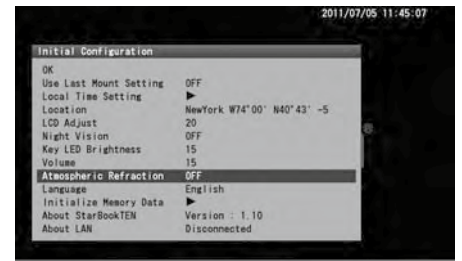 2011/07/05 11:45:07
Initial Configuration
OK
Use Last Mount Setting OFF
Local Time Setting ►
Location NewYork W74°00' N40°43' -5
LCD Adjust 20
Night Vision OFF
Key LED Brightness 15
Volume 15
Atmospheric Refraction OFF
Language English
Initialize Memory Data ►
About StarBookTEN Version : 1.10
About LAN Disconnected